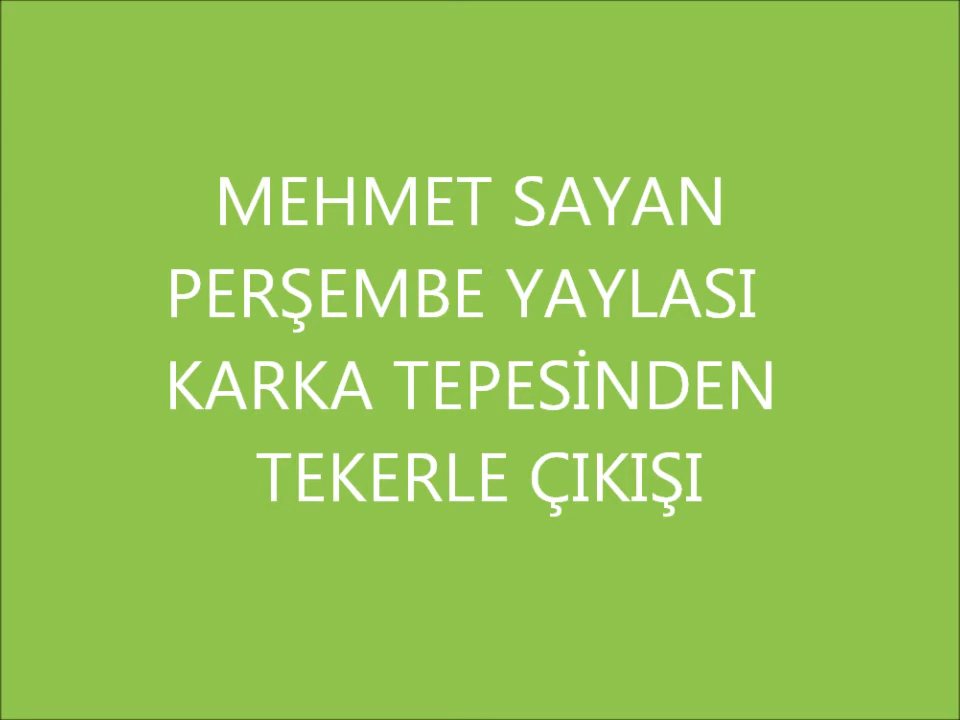 MEHMET SAYAN
PERŞEMBE YAYLASI
KARKA TEPESİNDEN
TEKERLE ÇIKIŞI